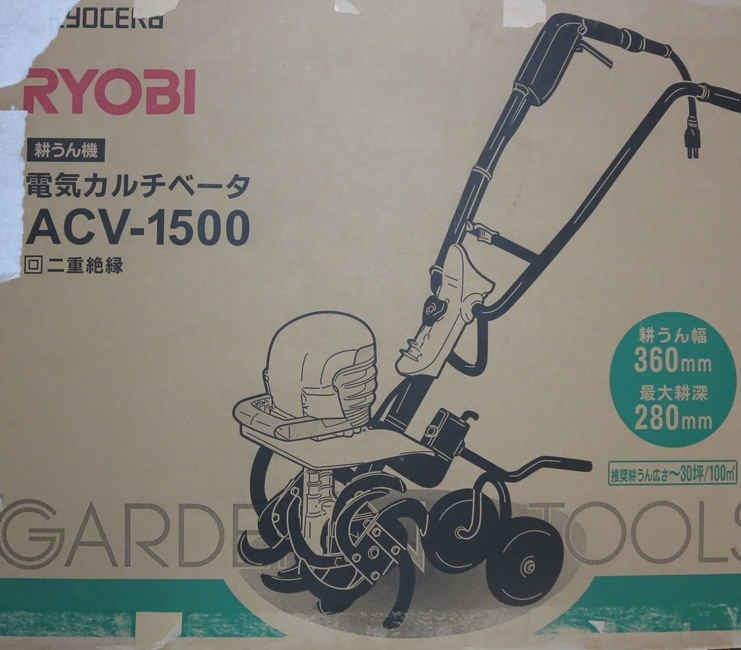 KYOCERA
RYOBI
耕うん機
電気カルチベータ
ACV-1500
回 二重絶縁
耕うん幅
360mm
最大耕深
280mm
推奨耕うん広さ～30坪/100㎡
GARDEN TOOLS